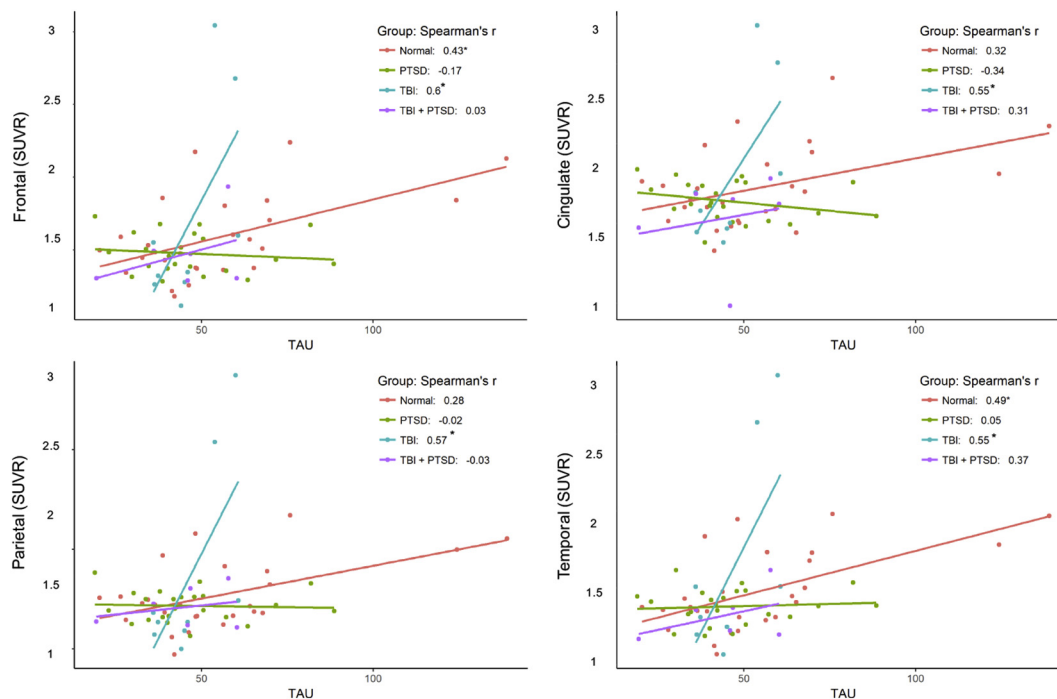 Frontal (SUVR)
3
2.5
2
1.5
1
Group: Spearman's r
Normal: 0.43*
PTSD: -0.17
TBI: 0.6*
TBI + PTSD: 0.03
50
100
TAU
Cingulate (SUVR)
3
2.5
2
1.5
1
Group: Spearman's r
Normal: 0.32
PTSD: -0.34
TBI: 0.55*
TBI + PTSD: 0.31
50
100
TAU
Parietal (SUVR)
3
2.5
2
1.5
1
Group: Spearman's r
Normal: 0.28
PTSD: -0.02
TBI: 0.57*
TBI + PTSD: -0.03
50
100
TAU
Temporal (SUVR)
3
2.5
2
1.5
1
Group: Spearman's r
Normal: 0.49*
PTSD: 0.05
TBI: 0.55*
TBI + PTSD: 0.37
50
100
TAU